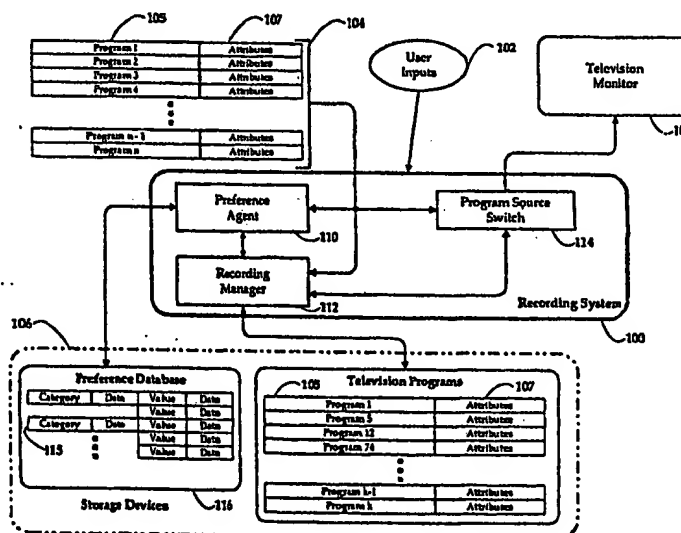 105
107
104
Program 1 Attributes
Program 2 Attributes
Program 3 Attributes
Program 4 Attributes
Program n-1 Attributes
Program n Attributes
User
Inputs
102
Television
Monitor
10
Preference
Agent
110
Program Source
Switch
114
Recording
Manager
112
Recording System
100
106
Preference Database
Category Data Value Data
Value Data
Category Data Value Data
Value Data
Value Data
115
Storage Devices
116
Television Programs
105
107
Program 1 Attributes
Program 5 Attributes
Program 12 Attributes
Program 74 Attributes
Program k-1 Attributes
Program k Attributes